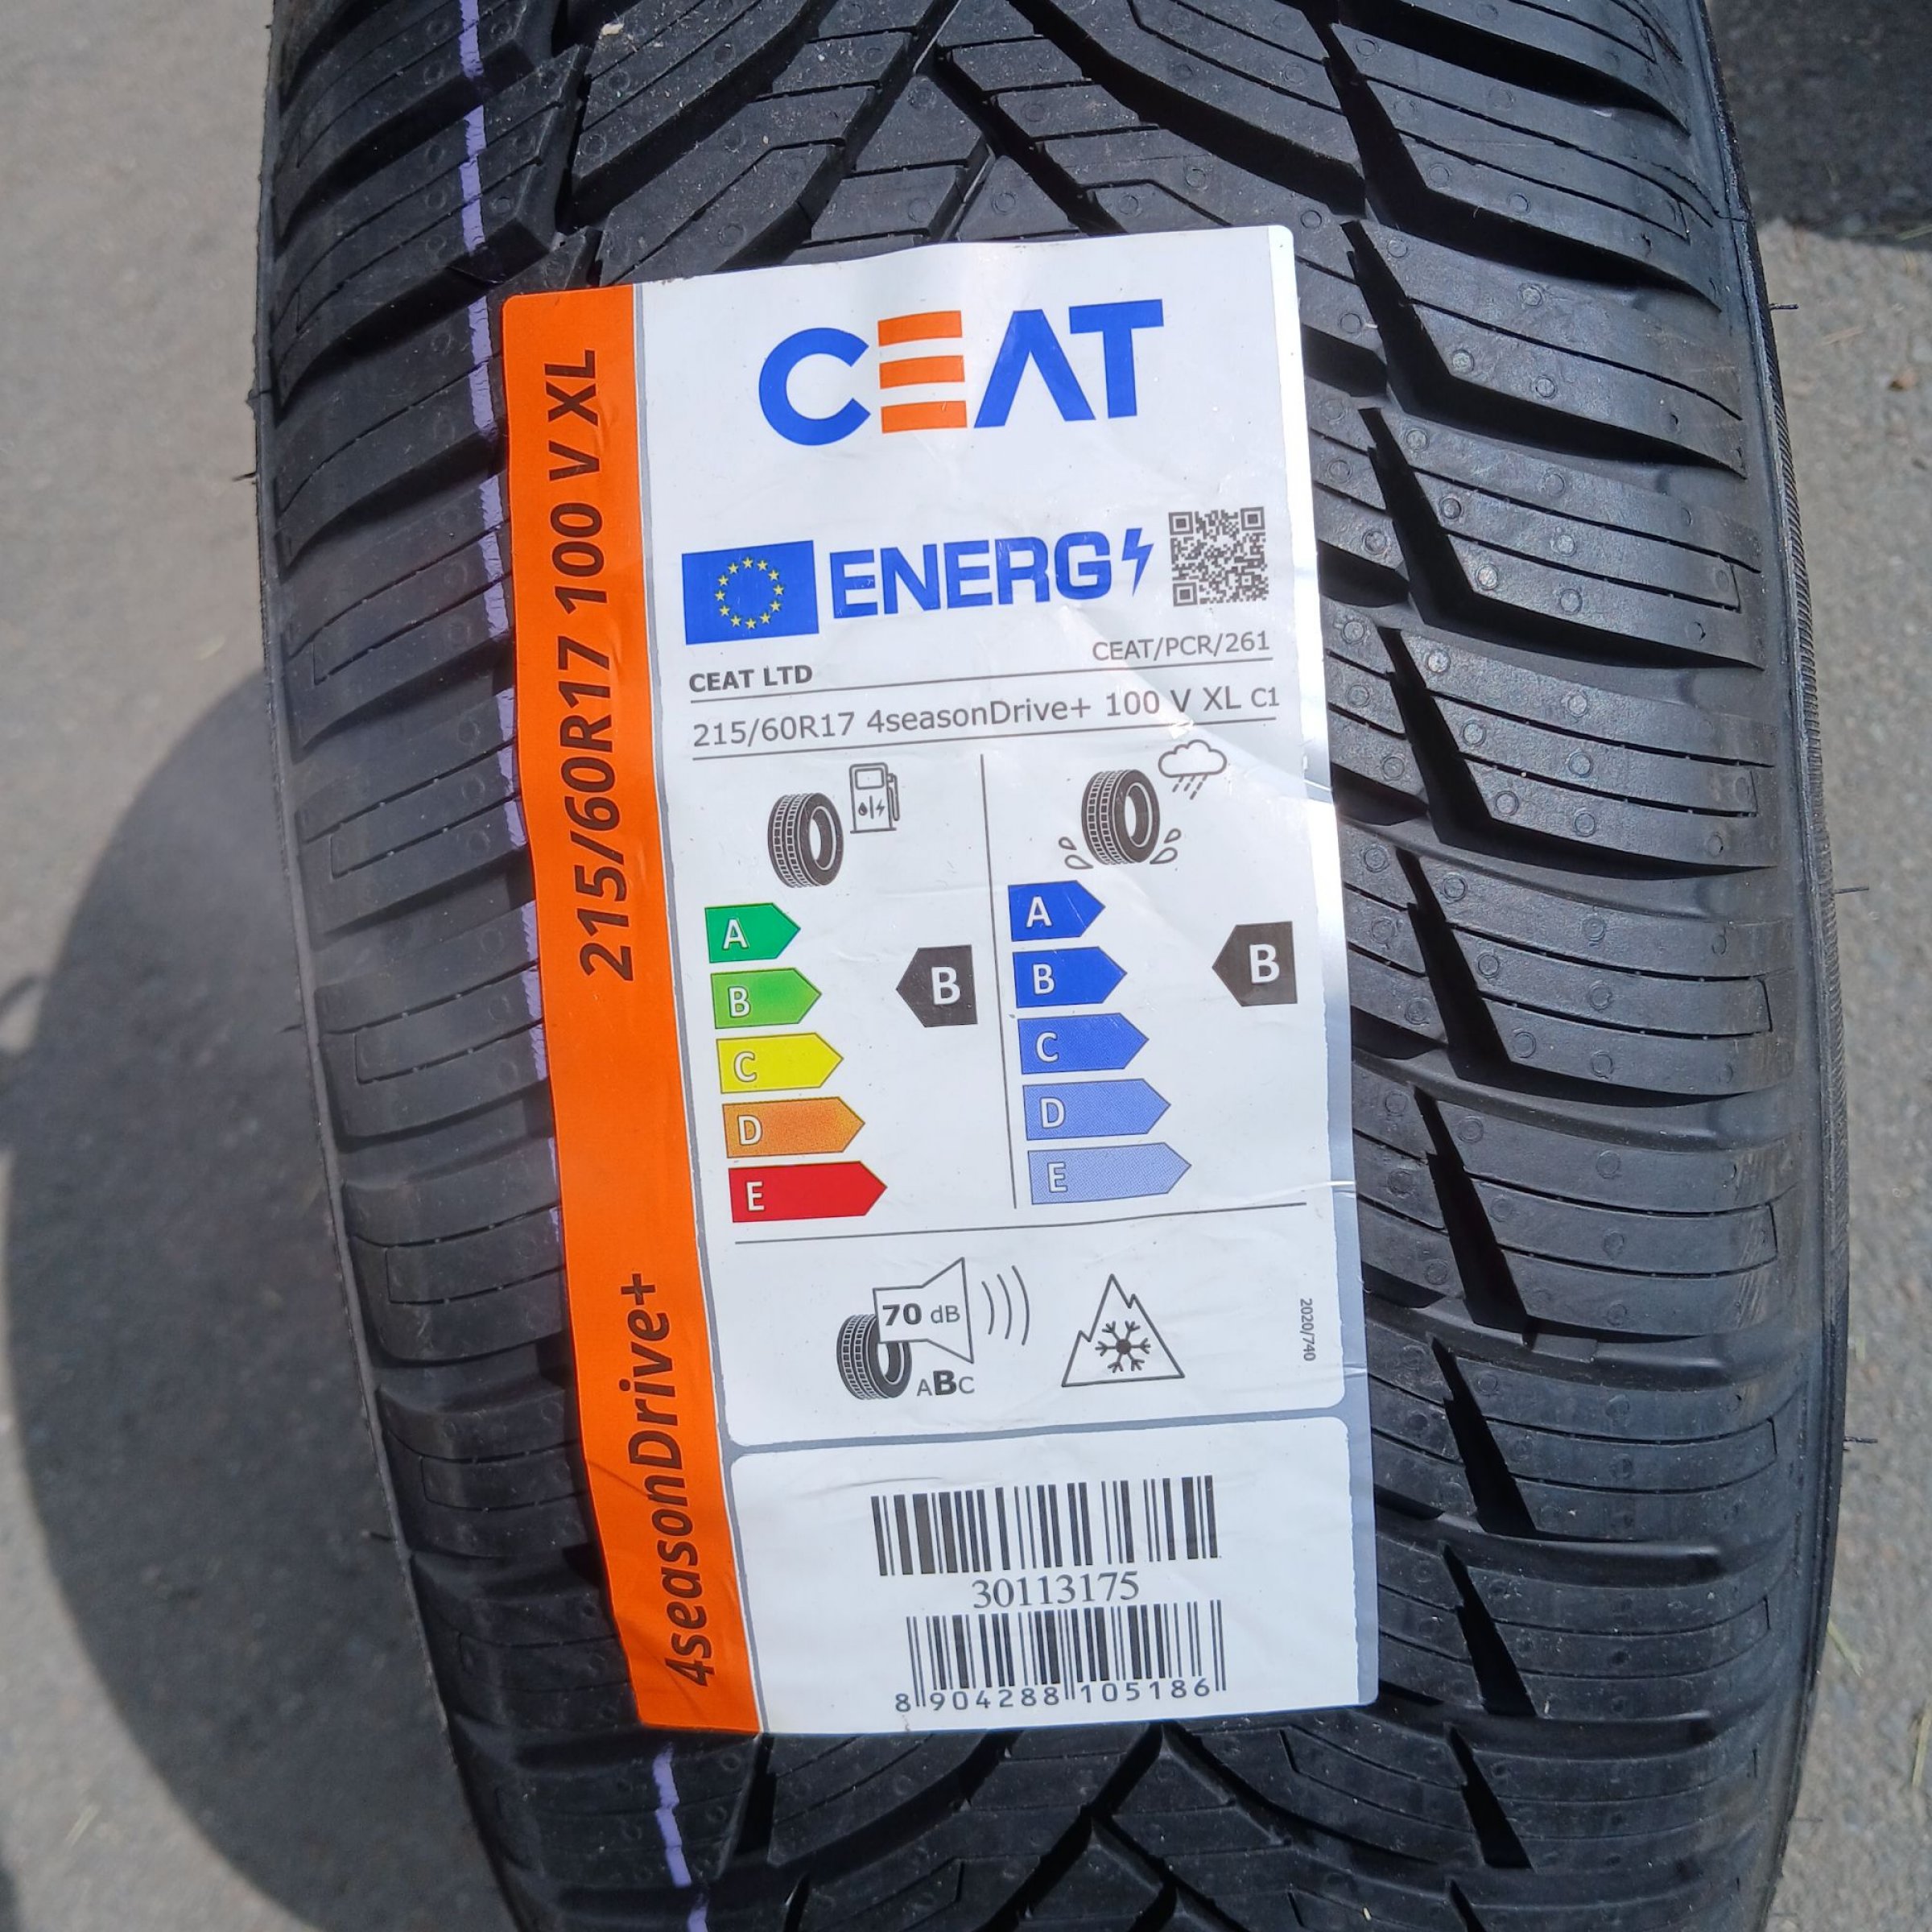 CEAT
ENERG
CEAT LTD
CEAT/PCR/261
215/60R17 4seasonDrive+ 100 V XL C1
A
B
C
D
E
B
A
B
C
D
E
B
70 dB
ABC
2020/740
30113175
8 904288 105186
215/60R17 100 V XL
4seasonDrive+